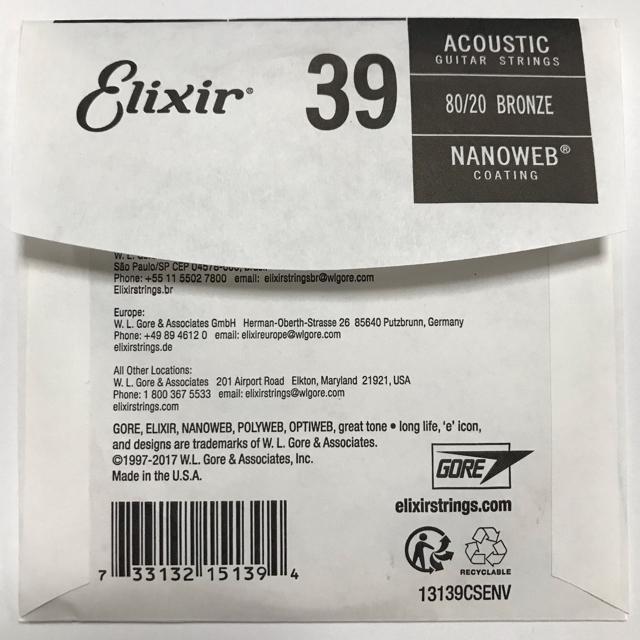 Elixir®
39
ACOUSTIC
GUITAR STRINGS
80/20 BRONZE
NANOWEB®
COATING
W. L.
São Paulo/SP CEP
Phone: +55 11 5502 7800 email: elixirstringsbr@wlgore.com
Elixirstrings.br
Europe:
W. L. Gore & Associates GmbH Herman-Oberth-Strasse 26 85640 Putzbrunn, Germany
Phone: +49 89 4612 0 email: elixireurope@wlgore.com
elixirstrings.de
All Other Locations:
W. L. Gore & Associates 201 Airport Road Elkton, Maryland 21921, USA
Phone: 1 800 367 5533 email: elixirstrings@wlgore.com
elixirstrings.com
GORE, ELIXIR, NANOWEB, POLYWEB, OPTIWEB, great tone • long life, 'e' icon,
and designs are trademarks of W. L. Gore & Associates.
©1997-2017 W.L. Gore & Associates, Inc.
Made in the U.S.A.
GORE
elixirstrings.com
RECYCLABLE
7 33132 15139 4
13139CSENV